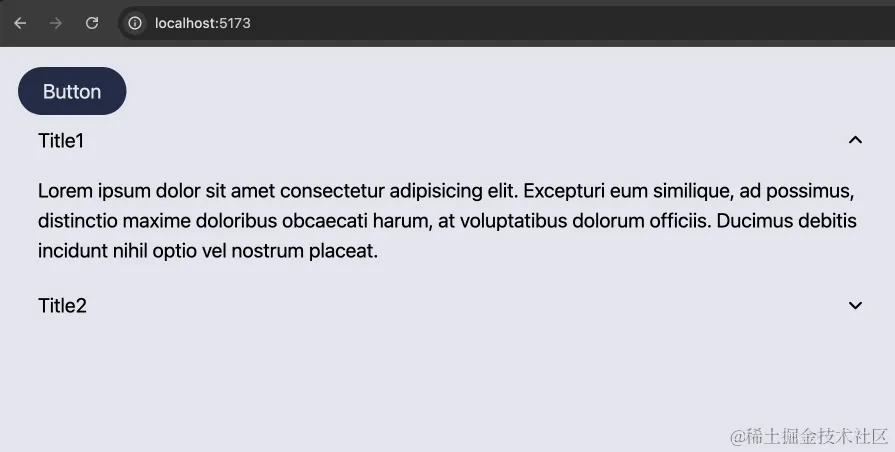 localhost:5173
Button
Title1
Lorem ipsum dolor sit amet consectetur adipisicing elit. Excepturi eum similique, ad possimus,
distinctio maxime doloribus obcaecati harum, at voluptatibus dolorum officiis. Ducimus debitis
incidunt nihil optio vel nostrum placeat.
Title2
@稀土掘金技术社区